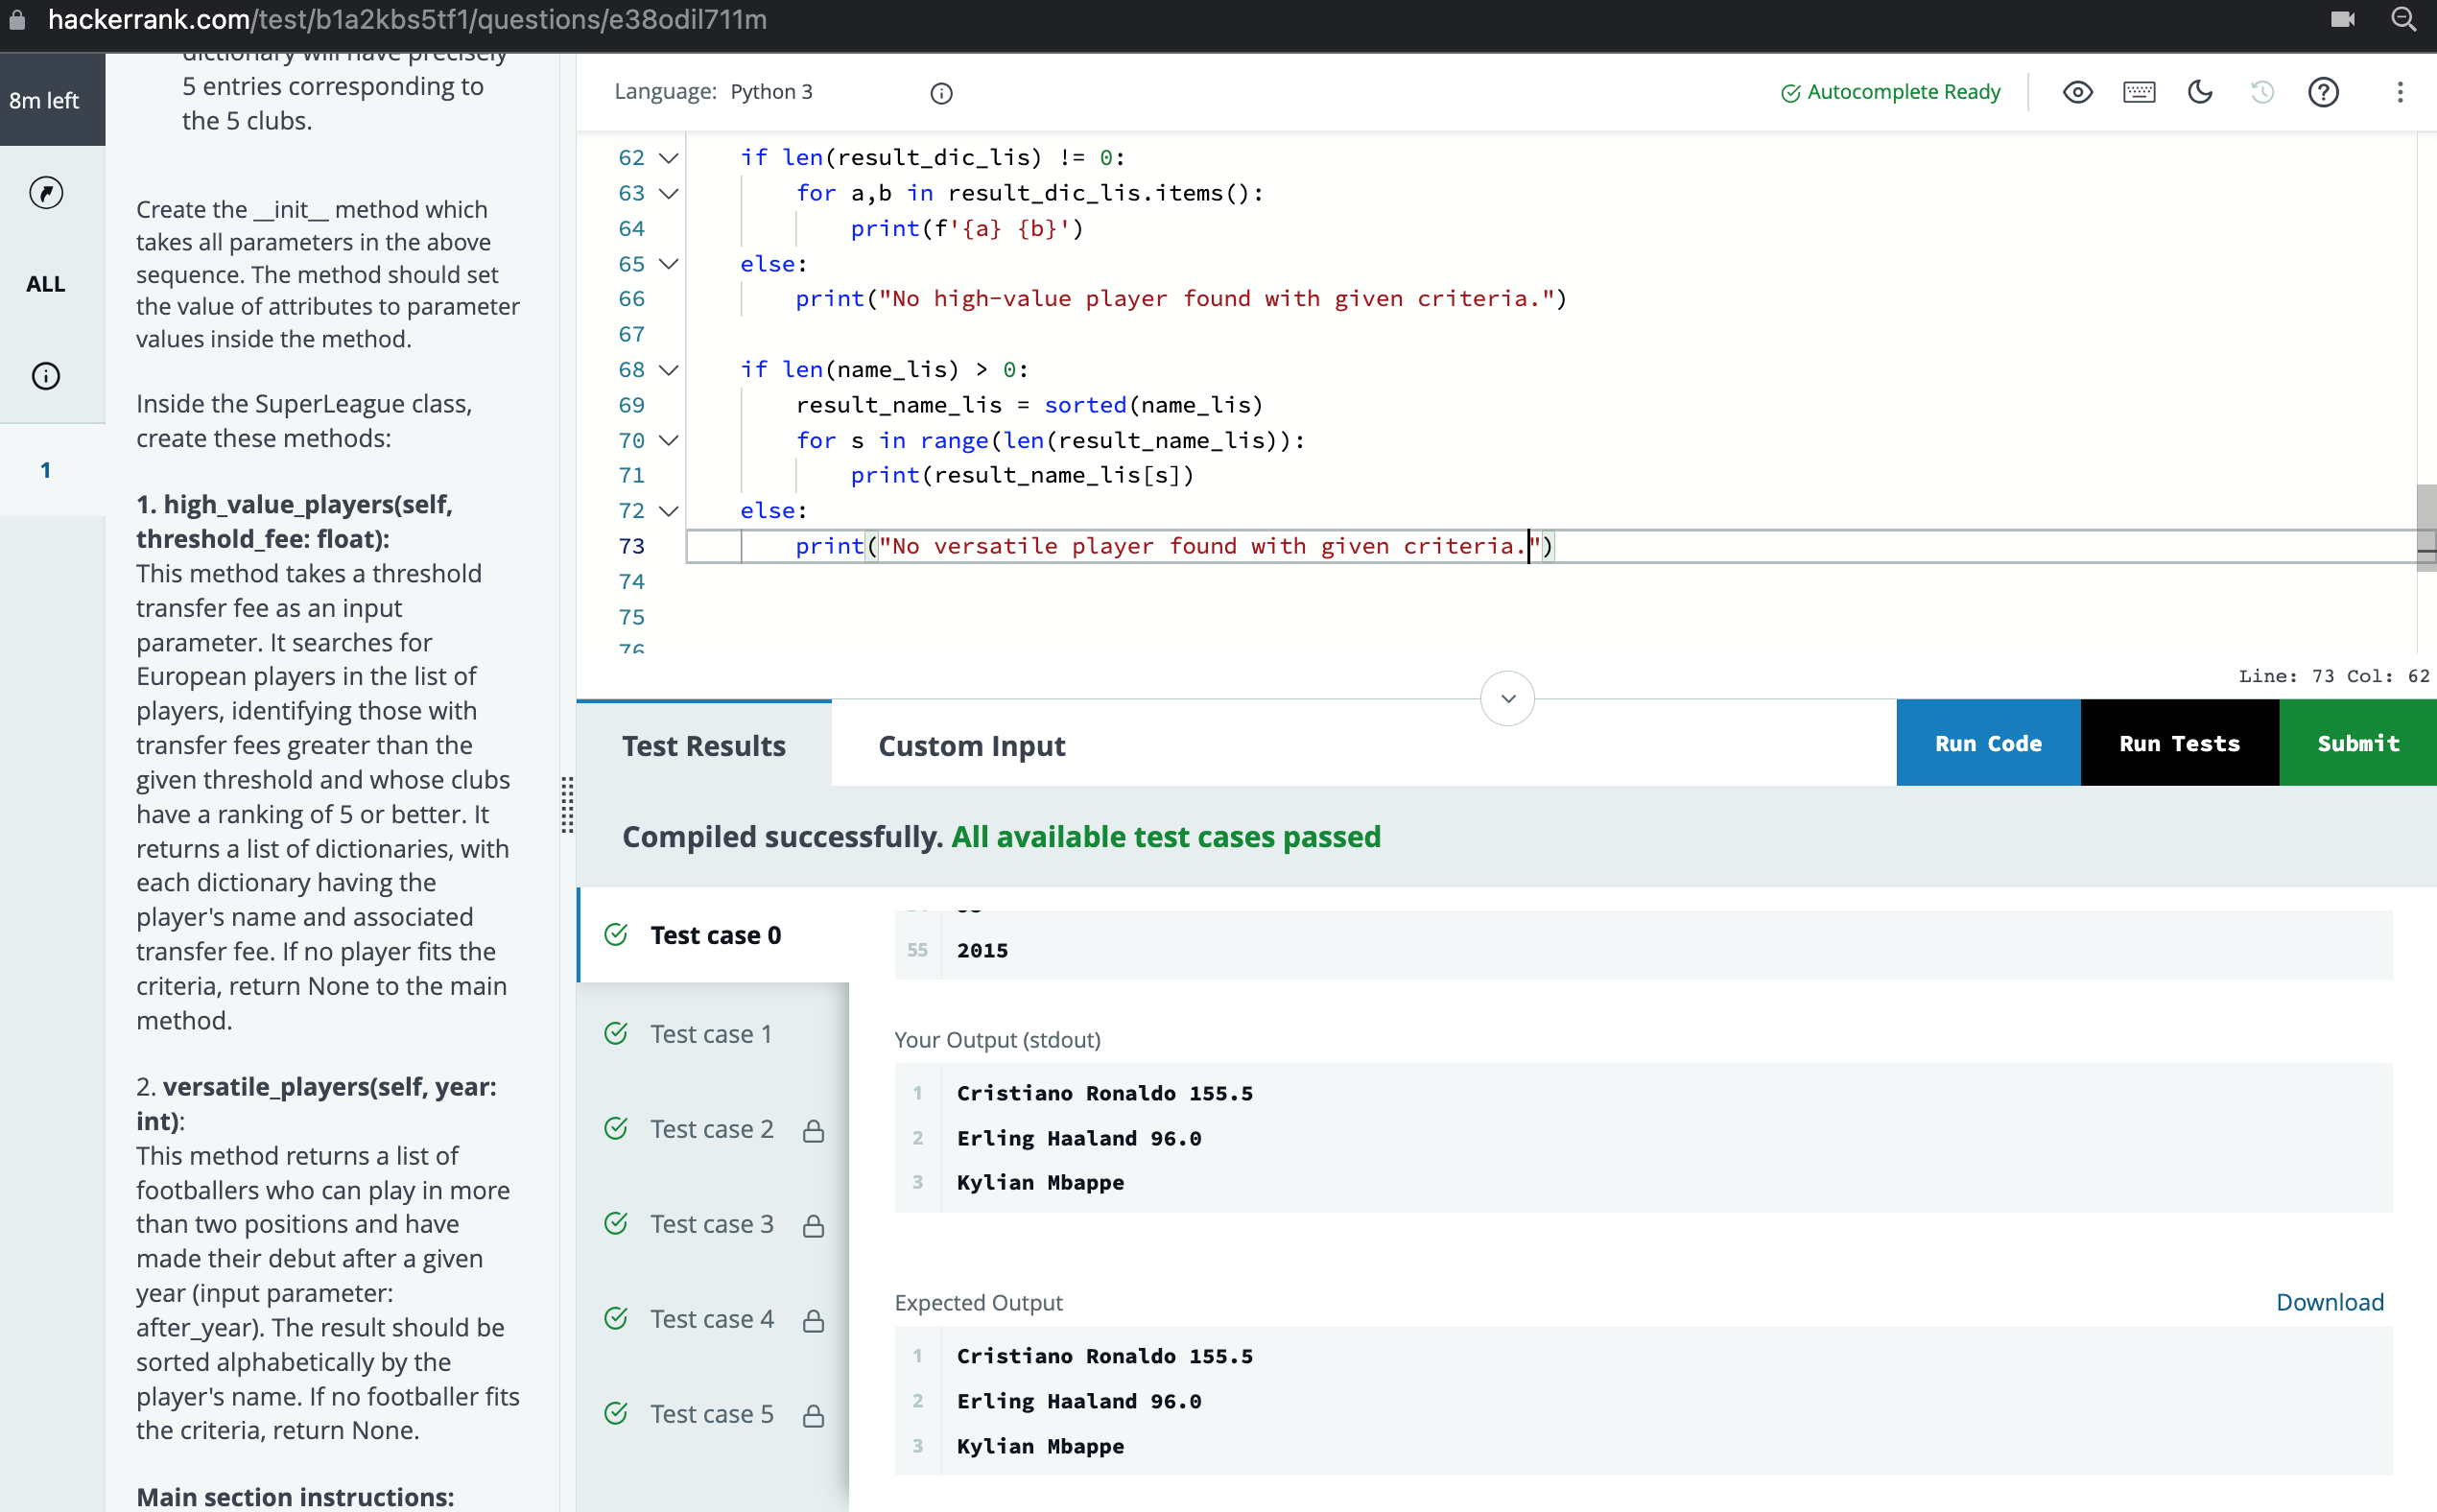 hackerrank.com/test/b1a2kbs5tf1/questions/e38odil711m
8m left
ALL
1
dictionary will have precisely
5 entries corresponding to
the 5 clubs.
Create the __init__ method which
takes all parameters in the above
sequence. The method should set
the value of attributes to parameter
values inside the method.
Inside the SuperLeague class,
create these methods:
1. high_value_players(self,
threshold_fee: float):
This method takes a threshold
transfer fee as an input
parameter. It searches for
European players in the list of
players, identifying those with
transfer fees greater than the
given threshold and whose clubs
have a ranking of 5 or better. It
returns a list of dictionaries, with
each dictionary having the
player's name and associated
transfer fee. If no player fits the
criteria, return None to the main
method.
2. versatile_players(self, year:
int):
This method returns a list of
footballers who can play in more
than two positions and have
made their debut after a given
year (input parameter:
after_year). The result should be
sorted alphabetically by the
player's name. If no footballer fits
the criteria, return None.
Main section instructions:
Language: Python 3
Autocomplete Ready
62 if len(result_dic_lis) != 0:
63 for a,b in result_dic_lis.items():
64 print(f'{a} {b}')
65 else:
66 print("No high-value player found with given criteria.")
67
68 if len(name_lis) > 0:
69 result_name_lis = sorted(name_lis)
70 for s in range(len(result_name_lis)):
71 print(result_name_lis[s])
72 else:
73 print("No versatile player found with given criteria.")
74
75
76
Line: 73 Col: 62
Test Results
Custom Input
Run Code
Run Tests
Submit
Compiled successfully. All available test cases passed
Test case 0
Test case 1
Test case 2
Test case 3
Test case 4
Test case 5
55 2015
Your Output (stdout)
1 Cristiano Ronaldo 155.5
2 Erling Haaland 96.0
3 Kylian Mbappe
Expected Output
Download
1 Cristiano Ronaldo 155.5
2 Erling Haaland 96.0
3 Kylian Mbappe